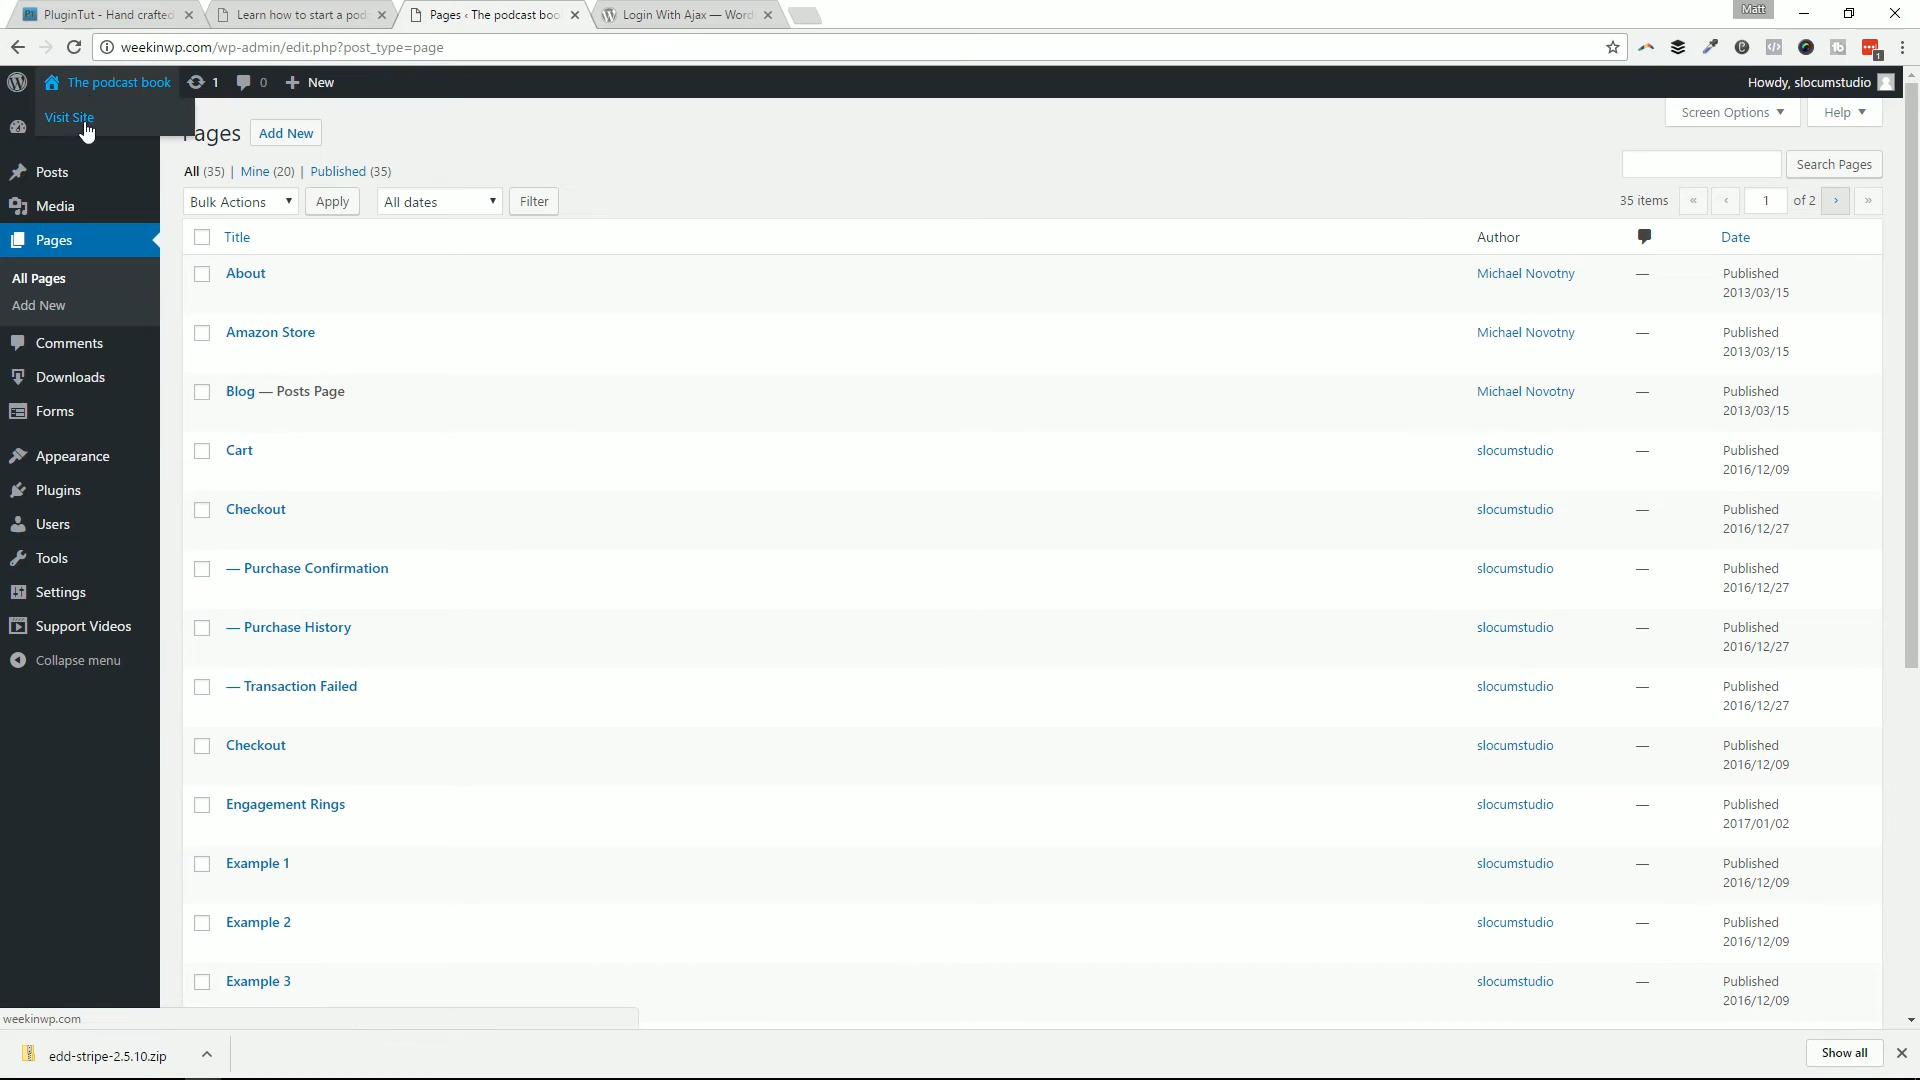 PluginTut - Hand crafted
Learn how to start a pod
Pages ‹ The podcast boo
Login With Ajax — Word
Matt
weekinwp.com/wp-admin/edit.php?post_type=page
1
The podcast book
1
0
New
Howdy, slocumstudio
Visit Site
ages
Add New
Screen Options
Help
All (35) | Mine (20) | Published (35)
Search Pages
Bulk Actions
Apply
All dates
Filter
35 items
«
‹
1
of 2
›
»
Posts
Media
Pages
All Pages
Add New
Comments
Downloads
Forms
Appearance
Plugins
Users
Tools
Settings
Support Videos
Collapse menu
Title
Author
Date
About
Michael Novotny
—
Published
2013/03/15
Amazon Store
Michael Novotny
—
Published
2013/03/15
Blog — Posts Page
Michael Novotny
—
Published
2013/03/15
Cart
slocumstudio
—
Published
2016/12/09
Checkout
slocumstudio
—
Published
2016/12/27
— Purchase Confirmation
slocumstudio
—
Published
2016/12/27
— Purchase History
slocumstudio
—
Published
2016/12/27
— Transaction Failed
slocumstudio
—
Published
2016/12/27
Checkout
slocumstudio
—
Published
2016/12/09
Engagement Rings
slocumstudio
—
Published
2017/01/02
Example 1
slocumstudio
—
Published
2016/12/09
Example 2
slocumstudio
—
Published
2016/12/09
Example 3
slocumstudio
—
Published
2016/12/09
weekinwp.com
edd-stripe-2.5.10.zip
Show all